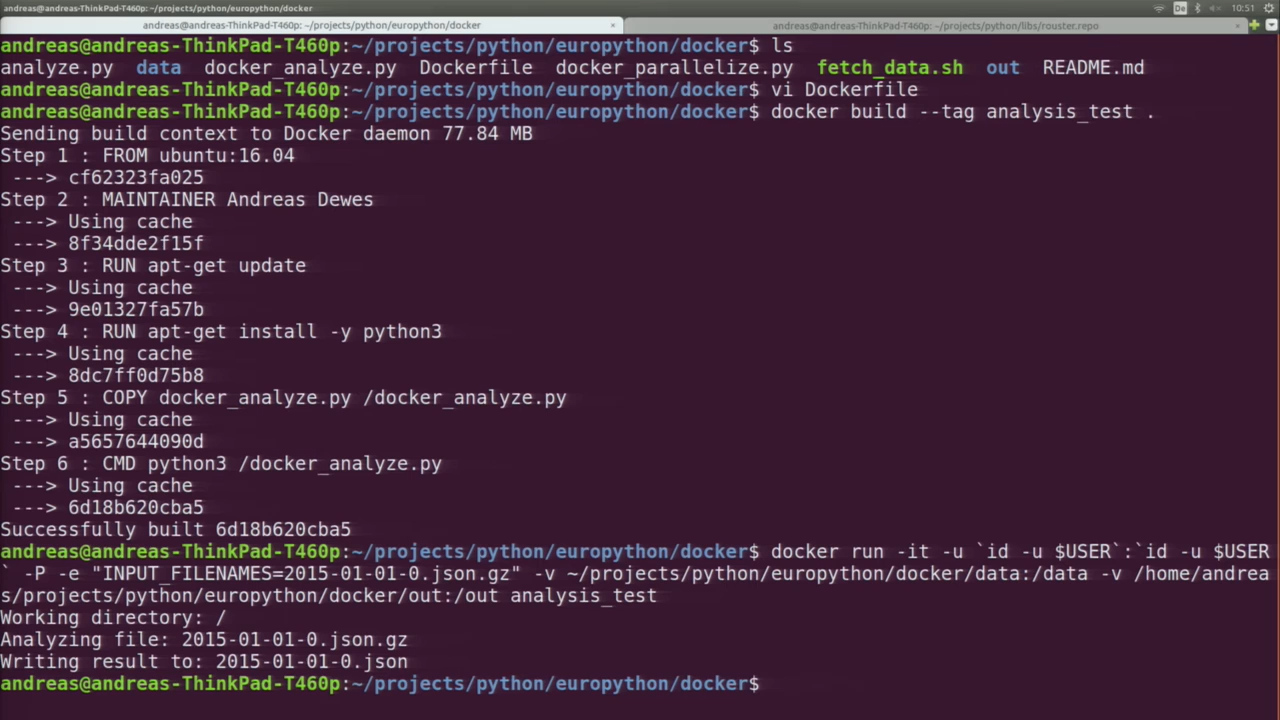 andreas@andreas-ThinkPad-T460p: ~/projects/python/europython/docker
De 10:51
andreas@andreas-ThinkPad-T460p: ~/projects/python/europython/docker × andreas@andreas-ThinkPad-T460p: ~/projects/python/libs/rouster.repo ×
andreas@andreas-ThinkPad-T460p:~/projects/python/europython/docker$ ls
analyze.py data docker_analyze.py Dockerfile docker_parallelize.py fetch_data.sh out README.md
andreas@andreas-ThinkPad-T460p:~/projects/python/europython/docker$ vi Dockerfile
andreas@andreas-ThinkPad-T460p:~/projects/python/europython/docker$ docker build --tag analysis_test .
Sending build context to Docker daemon 77.84 MB
Step 1 : FROM ubuntu:16.04
---> cf62323fa025
Step 2 : MAINTAINER Andreas Dewes
---> Using cache
---> 8f34dde2f15f
Step 3 : RUN apt-get update
---> Using cache
---> 9e01327fa57b
Step 4 : RUN apt-get install -y python3
---> Using cache
---> 8dc7ff0d75b8
Step 5 : COPY docker_analyze.py /docker_analyze.py
---> Using cache
---> a5657644090d
Step 6 : CMD python3 /docker_analyze.py
---> Using cache
---> 6d18b620cba5
Successfully built 6d18b620cba5
andreas@andreas-ThinkPad-T460p:~/projects/python/europython/docker$ docker run -it -u `id -u $USER`:`id -u $USER
` -P -e "INPUT_FILENAMES=2015-01-01-0.json.gz" -v ~/projects/python/europython/docker/data:/data -v /home/andrea
s/projects/python/europython/docker/out:/out analysis_test
Working directory: /
Analyzing file: 2015-01-01-0.json.gz
Writing result to: 2015-01-01-0.json
andreas@andreas-ThinkPad-T460p:~/projects/python/europython/docker$